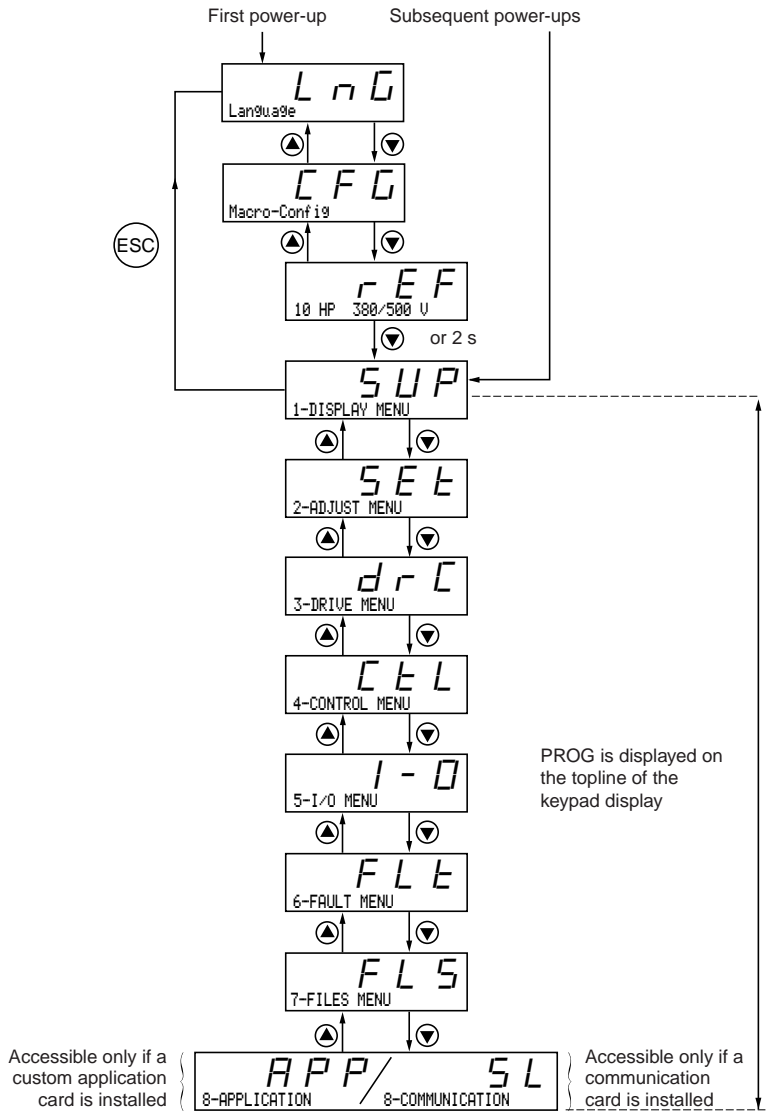 First power-up
Subsequent power-ups
LnG
Language
CFG
Macro-Config
ESC
rEF
10 HP 380/500 V
or 2 s
SUP
1-DISPLAY MENU
SEt
2-ADJUST MENU
drC
3-DRIVE MENU
CtL
4-CONTROL MENU
I-O
5-I/O MENU
PROG is displayed on
the topline of the
keypad display
FLt
6-FAULT MENU
FLS
7-FILES MENU
Accessible only if a
custom application
card is installed
APP/ SL
8-APPLICATION 8-COMMUNICATION
Accessible only if a
communication
card is installed